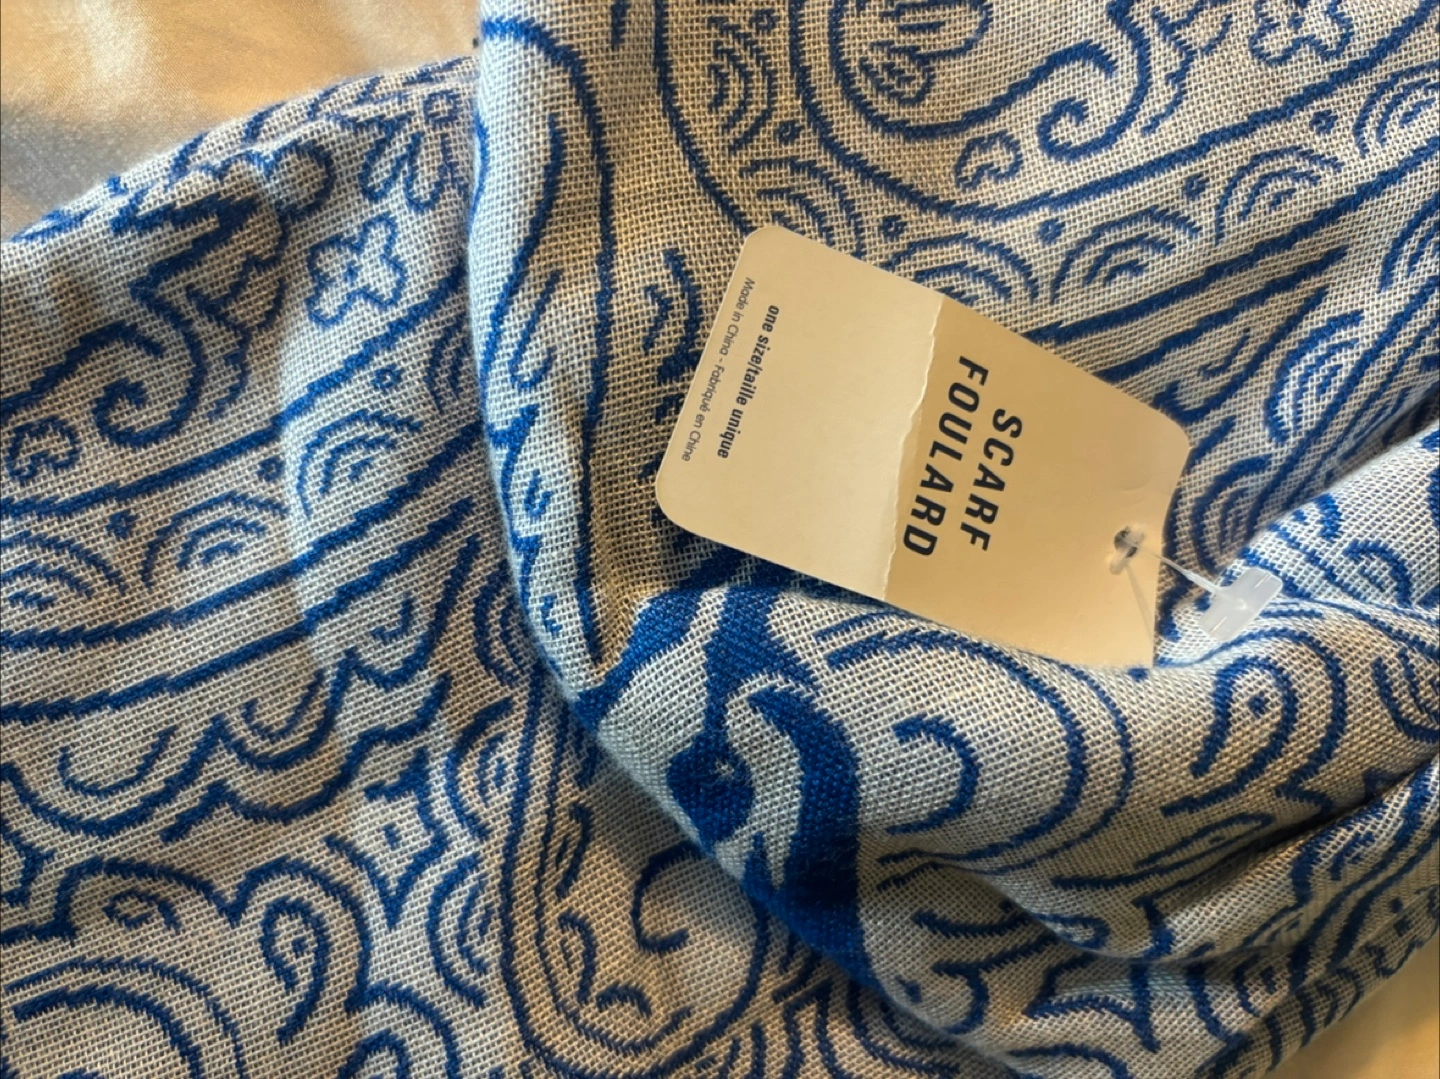 SCARF
FOULARD
one size/taille unique
Made in China - Fabriqué en Chine